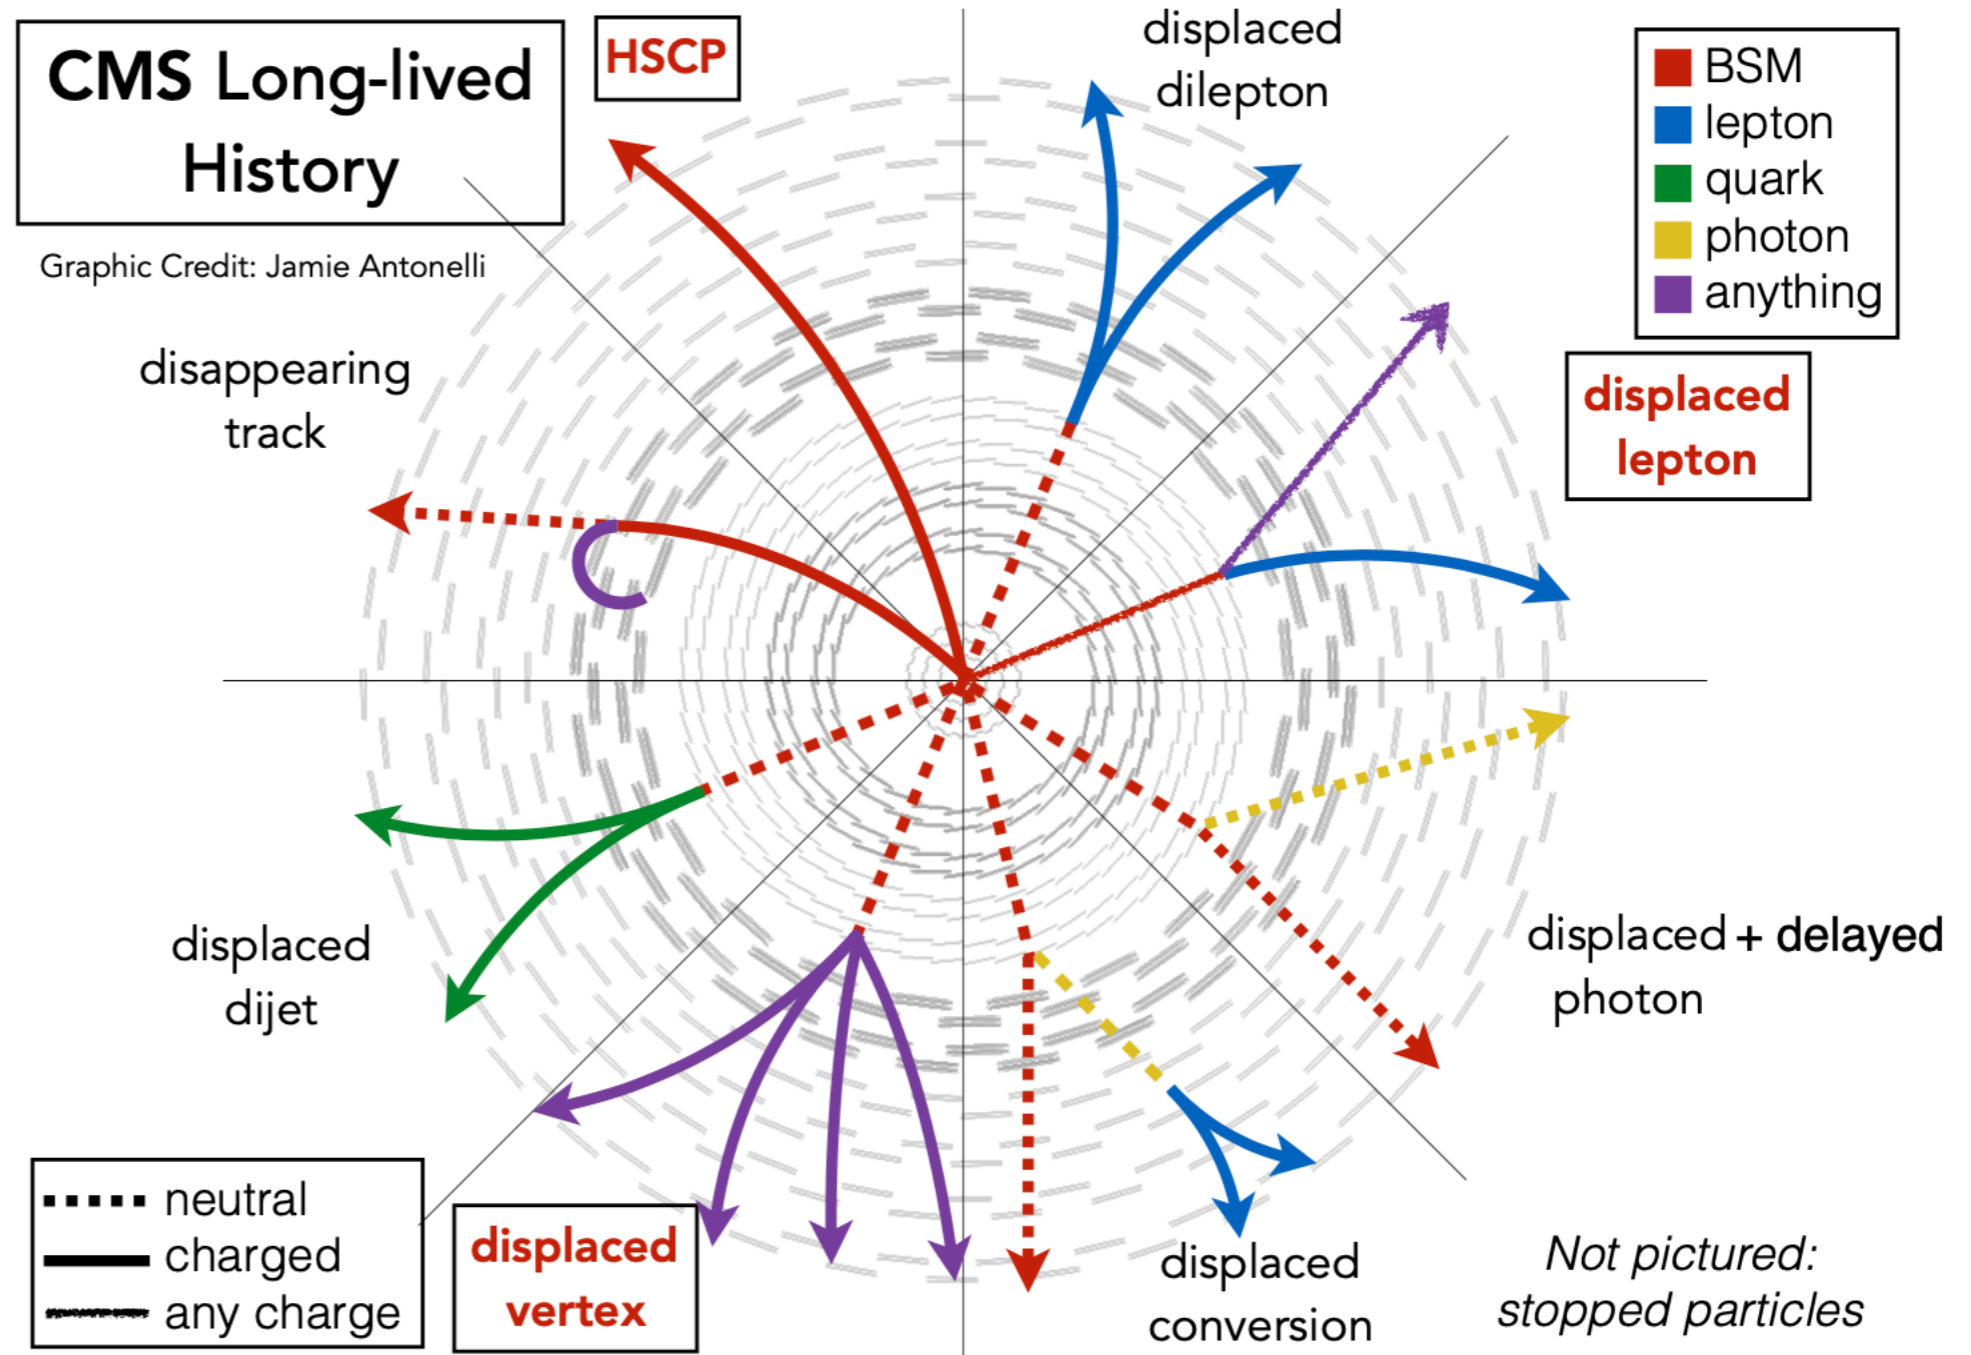 CMS Long-lived
History
Graphic Credit: Jamie Antonelli
HSCP
displaced
dilepton
BSM
lepton
quark
photon
anything
displaced
lepton
disappearing
track
displaced
dijet
displaced + delayed
photon
neutral
charged
any charge
displaced
vertex
displaced
conversion
Not pictured:
stopped particles